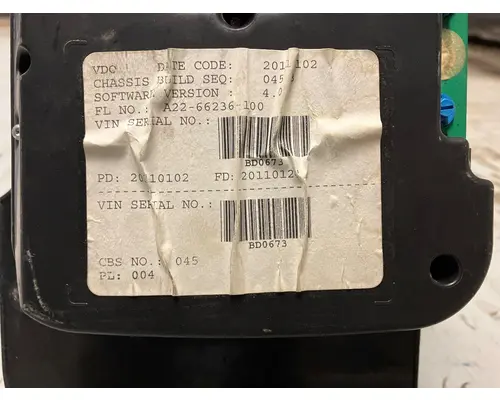 VDO DATE CODE: 2011102
CHASSIS BUILD SEQ: 045
SOFTWARE VERSION : 4.0
FL NO.: A22-66236-100
VIN SERIAL NO.:
BD0673
PD: 2010102 FD: 2011012
VIN SERIAL NO.:
BD0673
CBS NO.: 045
PL: 004